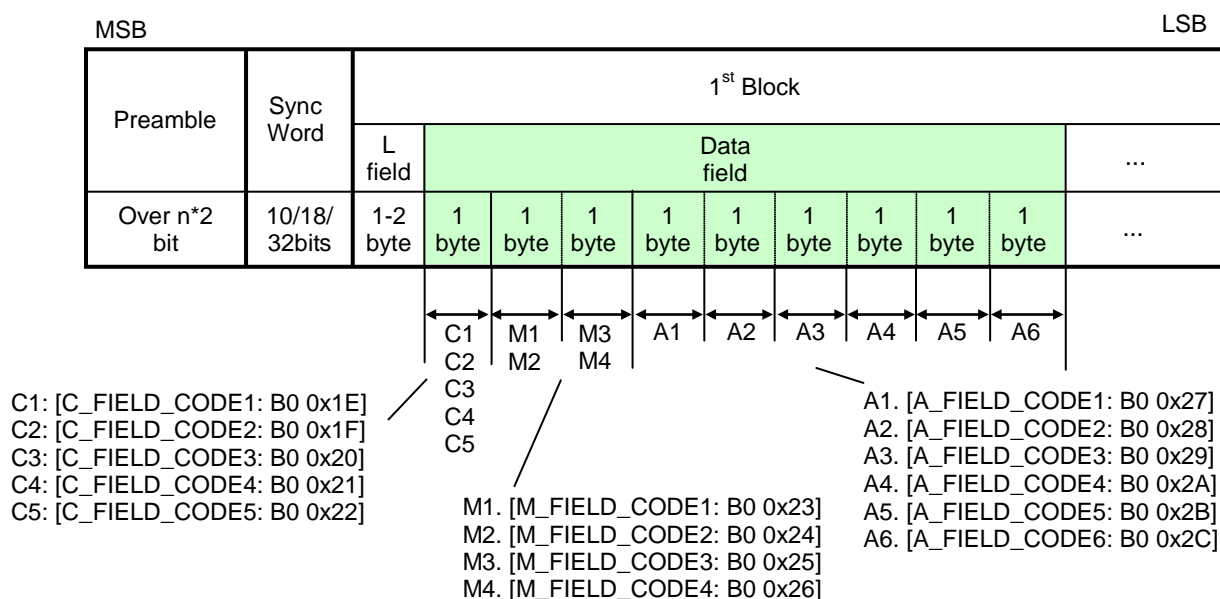 MSB LSB
Preamble
Sync
Word
1st Block
L
field
Data
field
...
Over n*2
bit
10/18/
32bits
1-2
byte
1
byte
1
byte
1
byte
1
byte
1
byte
1
byte
1
byte
1
byte
1
byte
...
C1
C2
C3
C4
C5
M1
M2
M3
M4
A1
A2
A3
A4
A5
A6
C1: [C_FIELD_CODE1: B0 0x1E]
C2: [C_FIELD_CODE2: B0 0x1F]
C3: [C_FIELD_CODE3: B0 0x20]
C4: [C_FIELD_CODE4: B0 0x21]
C5: [C_FIELD_CODE5: B0 0x22]
M1. [M_FIELD_CODE1: B0 0x23]
M2. [M_FIELD_CODE2: B0 0x24]
M3. [M_FIELD_CODE3: B0 0x25]
M4. [M_FIELD_CODE4: B0 0x26]
A1. [A_FIELD_CODE1: B0 0x27]
A2. [A_FIELD_CODE2: B0 0x28]
A3. [A_FIELD_CODE3: B0 0x29]
A4. [A_FIELD_CODE4: B0 0x2A]
A5. [A_FIELD_CODE5: B0 0x2B]
A6. [A_FIELD_CODE6: B0 0x2C]